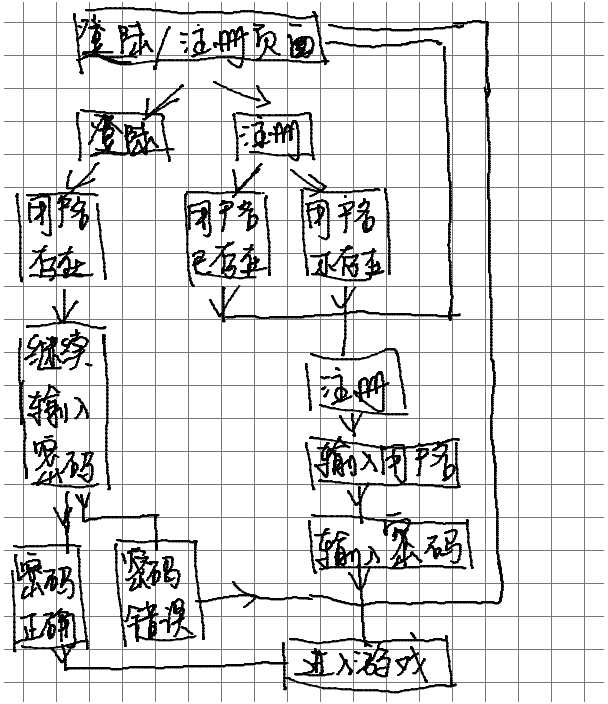 登陆/注册页面
登陆
注册
用户名
存在
用户名
已存在
用户名
不存在
继续
输入
密码
注册
输入用户名
输入密码
密码
正确
密码
错误
进入游戏